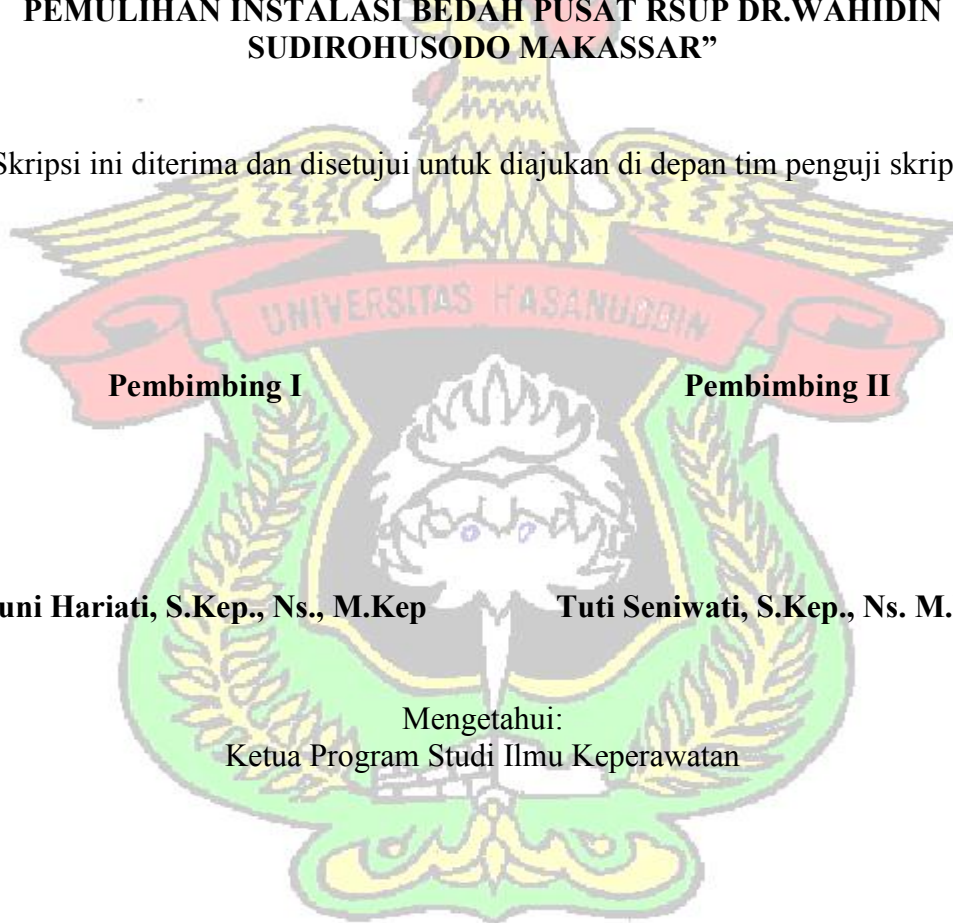 PEMULIHAN INSTALASI BEDAH PUSAT RSUP DR.WAHIDIN
SUDIROHUSODO MAKASSAR”
Skripsi ini diterima dan disetujui untuk diajukan di depan tim penguji skrip
UNIVERSITAS HASANUDDIN
Pembimbing I Pembimbing II
uni Hariati, S.Kep., Ns., M.Kep Tuti Seniwati, S.Kep., Ns. M.
Mengetahui:
Ketua Program Studi Ilmu Keperawatan